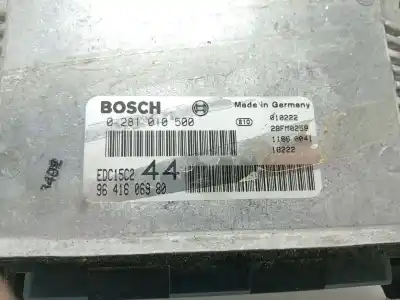 BOSCH
Made in Germany
0 281 010 500
010222
28FM0259
1186 0041
10222
EDC15C2 44
96 416 069 80